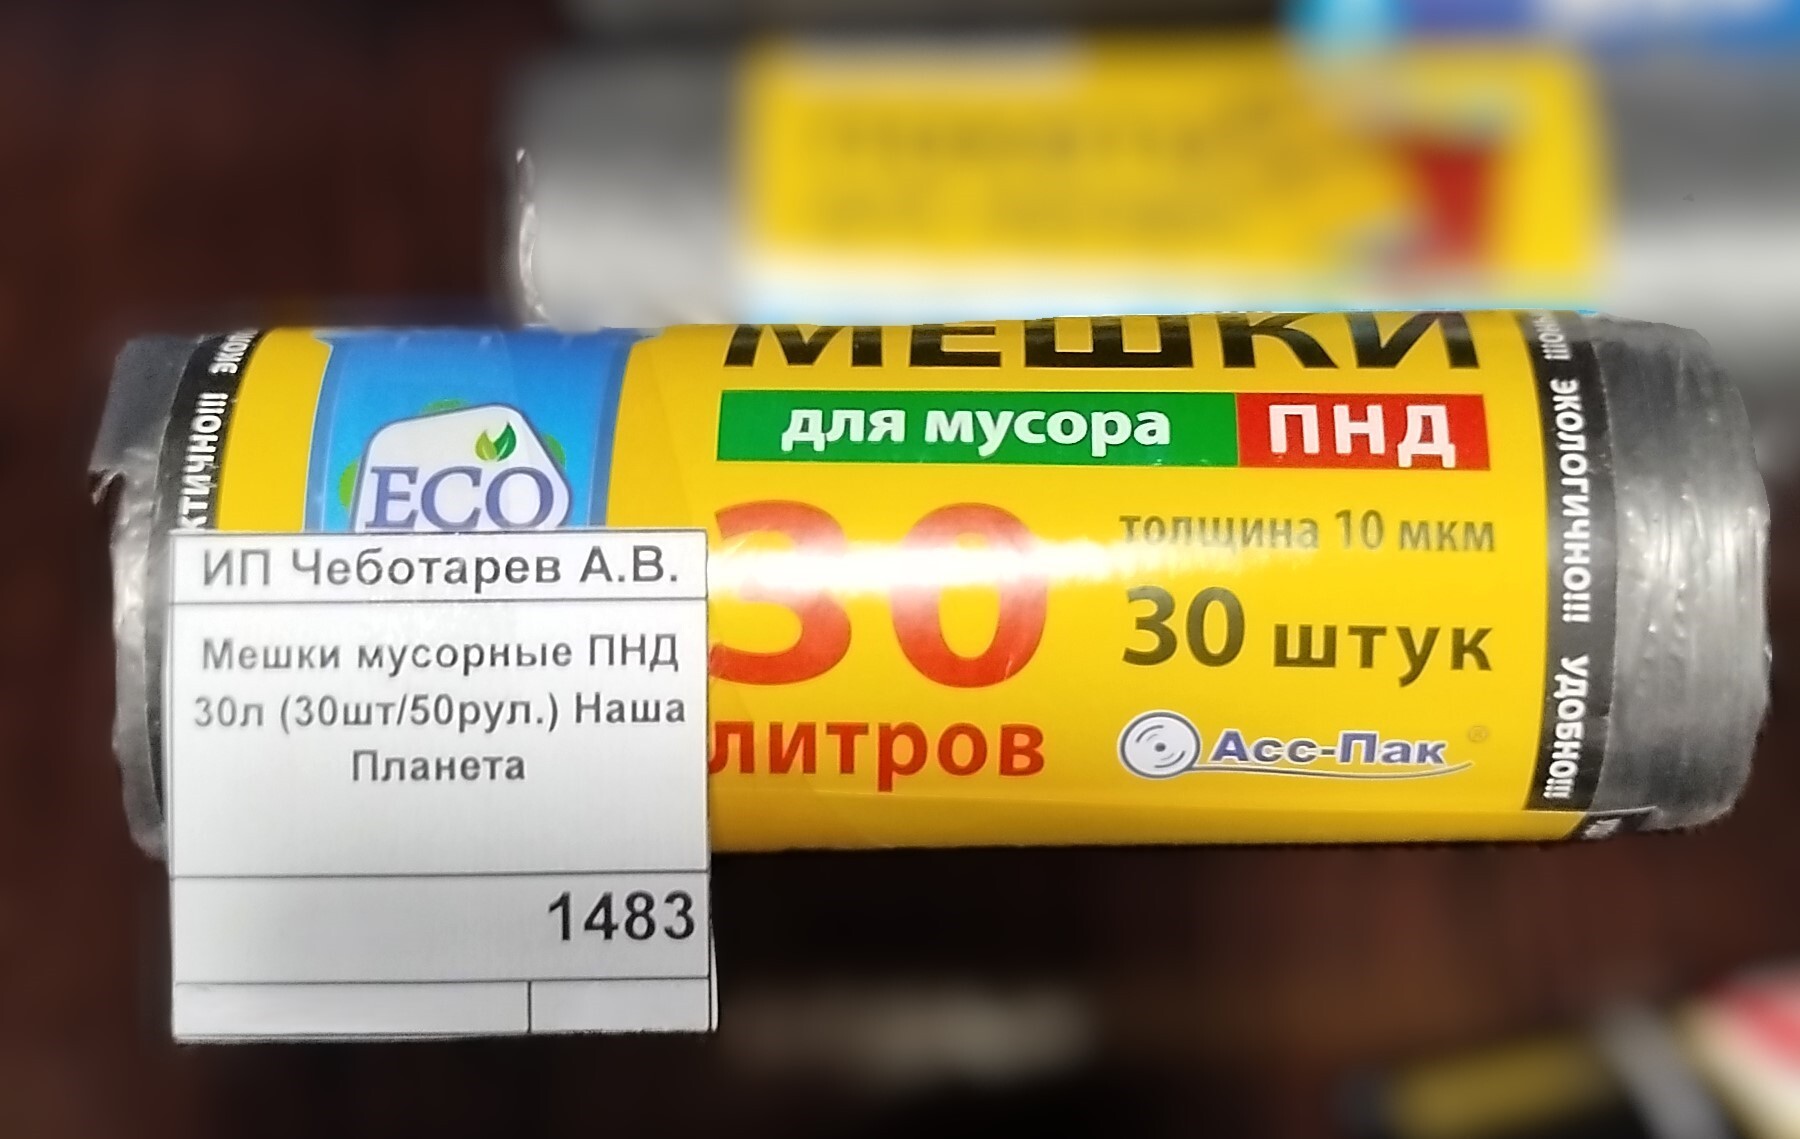 МЕШКИ
для мусора ПНД
ECO
30
литров
толщина 10 мкм
30 штук
Асс-Пак ®
ЭКОЛОГИЧНО!!! УДОБНО!!!
ИП Чеботарев А.В.
Мешки мусорные ПНД
30л (30шт/50рул.) Наша
Планета
1483